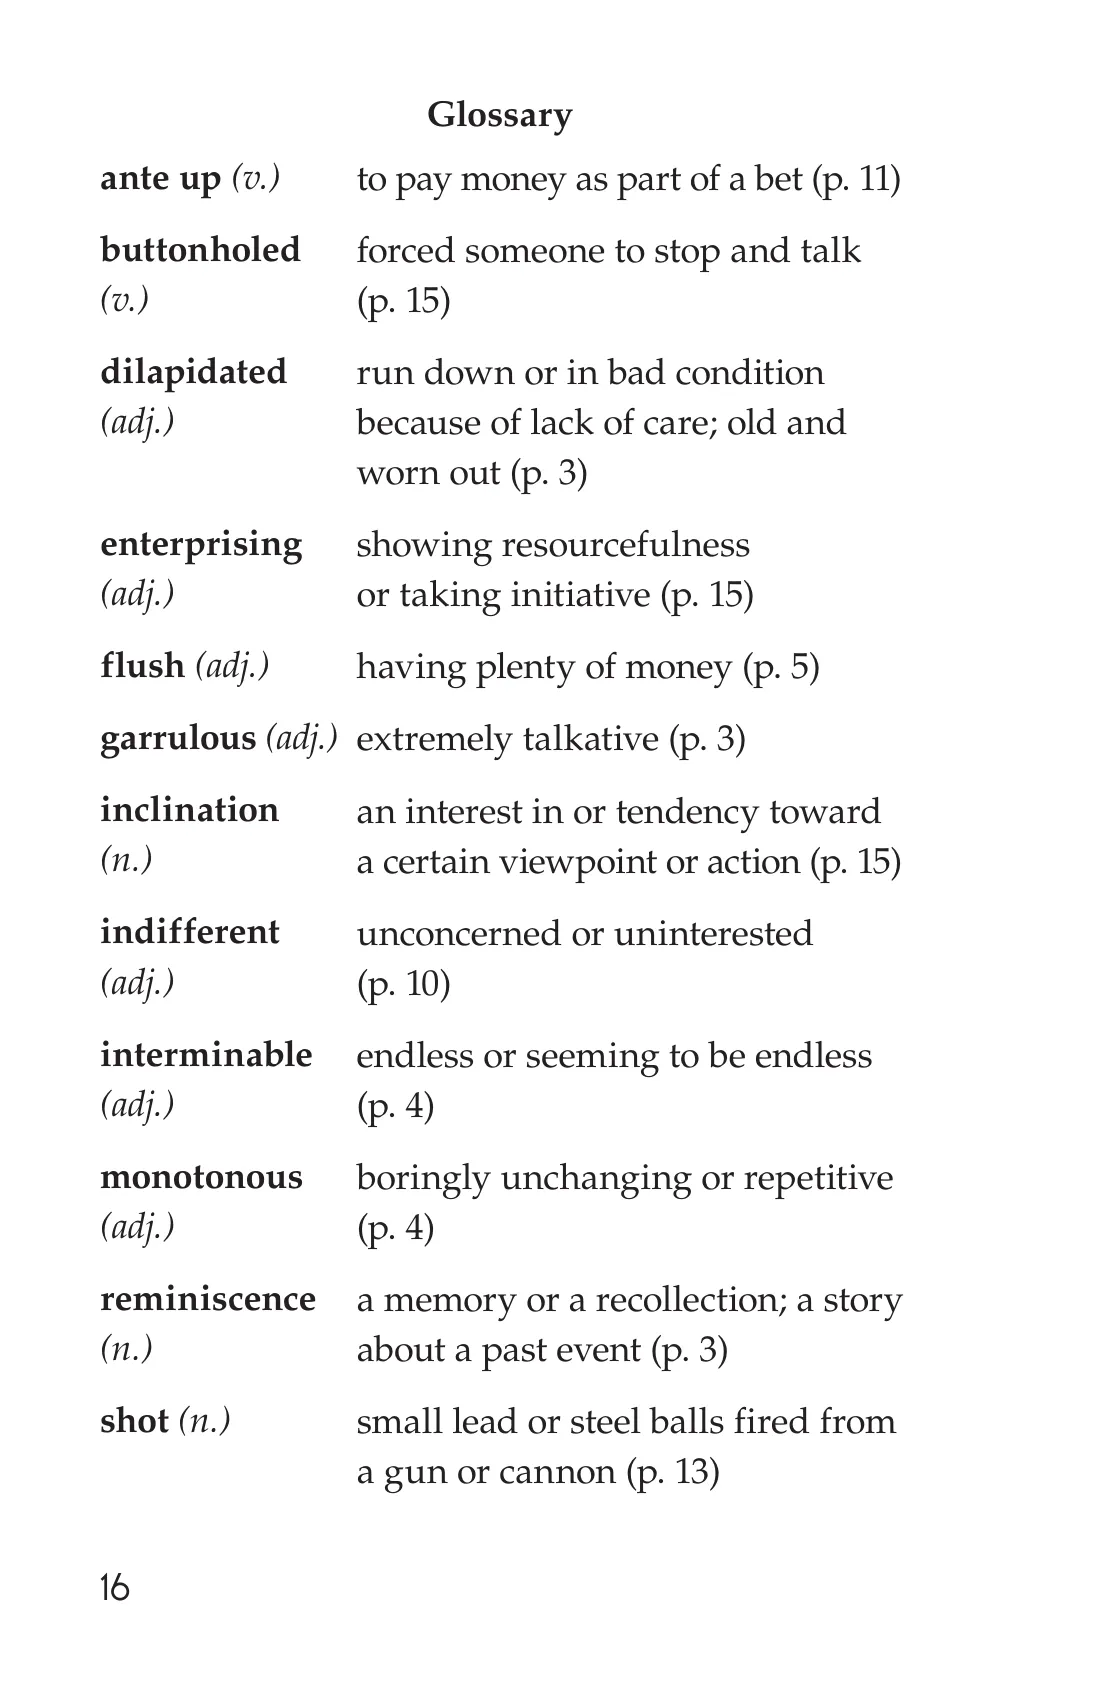 Glossary
ante up (v.) to pay money as part of a bet (p. 11)
buttonholed forced someone to stop and talk
(v.) (p. 15)
dilapidated run down or in bad condition
(adj.) because of lack of care; old and
worn out (p. 3)
enterprising showing resourcefulness
(adj.) or taking initiative (p. 15)
flush (adj.) having plenty of money (p. 5)
garrulous (adj.) extremely talkative (p. 3)
inclination an interest in or tendency toward
(n.) a certain viewpoint or action (p. 15)
indifferent unconcerned or uninterested
(adj.) (p. 10)
interminable endless or seeming to be endless
(adj.) (p. 4)
monotonous boringly unchanging or repetitive
(adj.) (p. 4)
reminiscence a memory or a recollection; a story
(n.) about a past event (p. 3)
shot (n.) small lead or steel balls fired from
a gun or cannon (p. 13)
16